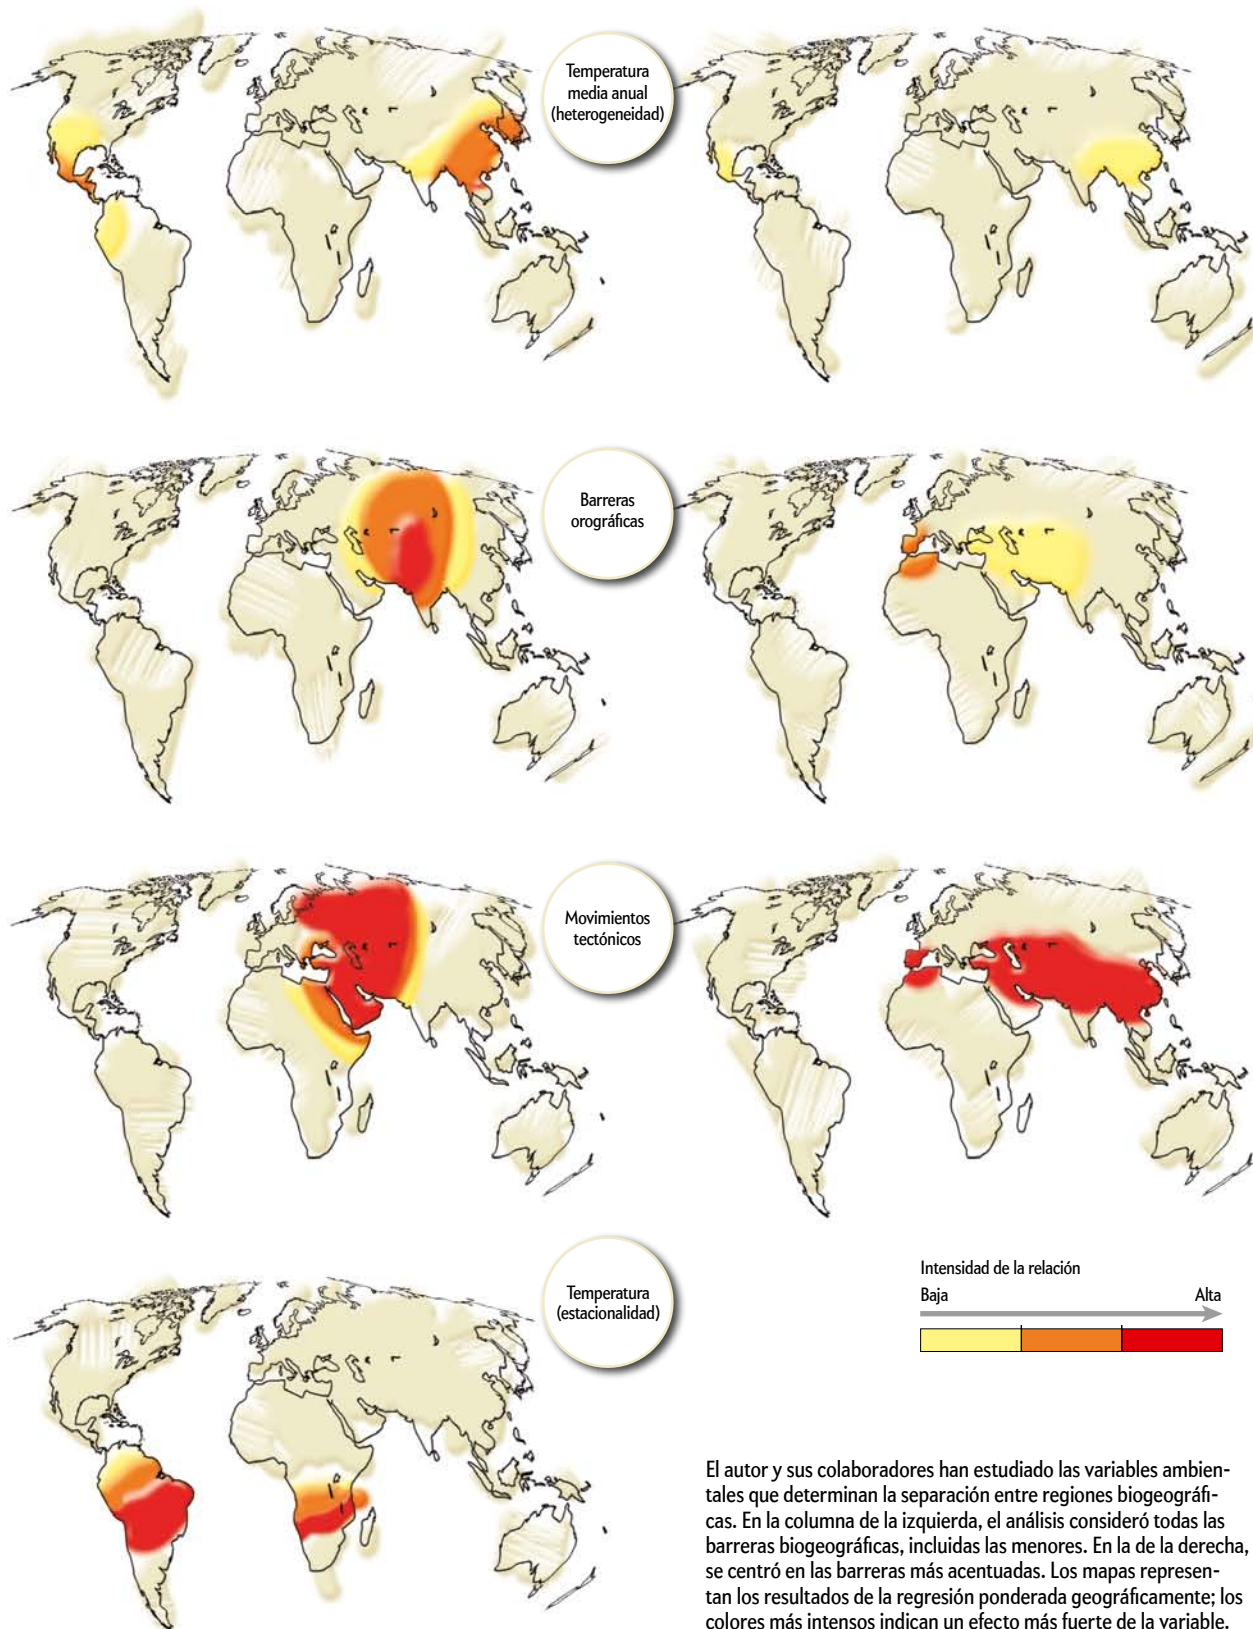 Temperatura
media anual
(heterogeneidad)
Barreras
orográficas
Movimientos
tectónicos
Temperatura
(estacionalidad)
Intensidad de la relación
Baja Alta
El autor y sus colaboradores han estudiado las variables ambien-
tales que determinan la separación entre regiones biogeográfi-
cas. En la columna de la izquierda, el análisis consideró todas las
barreras biogeográficas, incluidas las menores. En la de la derecha,
se centró en las barreras más acentuadas. Los mapas represen-
tan los resultados de la regresión ponderada geográficamente; los
colores más intensos indican un efecto más fuerte de la variable.